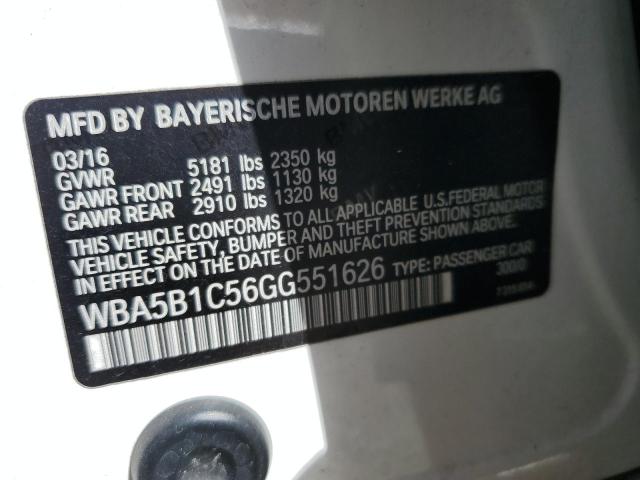 MFD BY BAYERISCHE MOTOREN WERKE AG
03/16
GVWR 5181 lbs 2350 kg
GAWR FRONT 2491 lbs 1130 kg
GAWR REAR 2910 lbs 1320 kg
THIS VEHICLE CONFORMS TO ALL APPLICABLE U.S.FEDERAL MOTOR
VEHICLE SAFETY, BUMPER AND THEFT PREVENTION STANDARDS
IN EFFECT ON THE DATE OF MANUFACTURE SHOWN ABOVE.
WBA5B1C56GG551626 TYPE: PASSENGER CAR
300/0